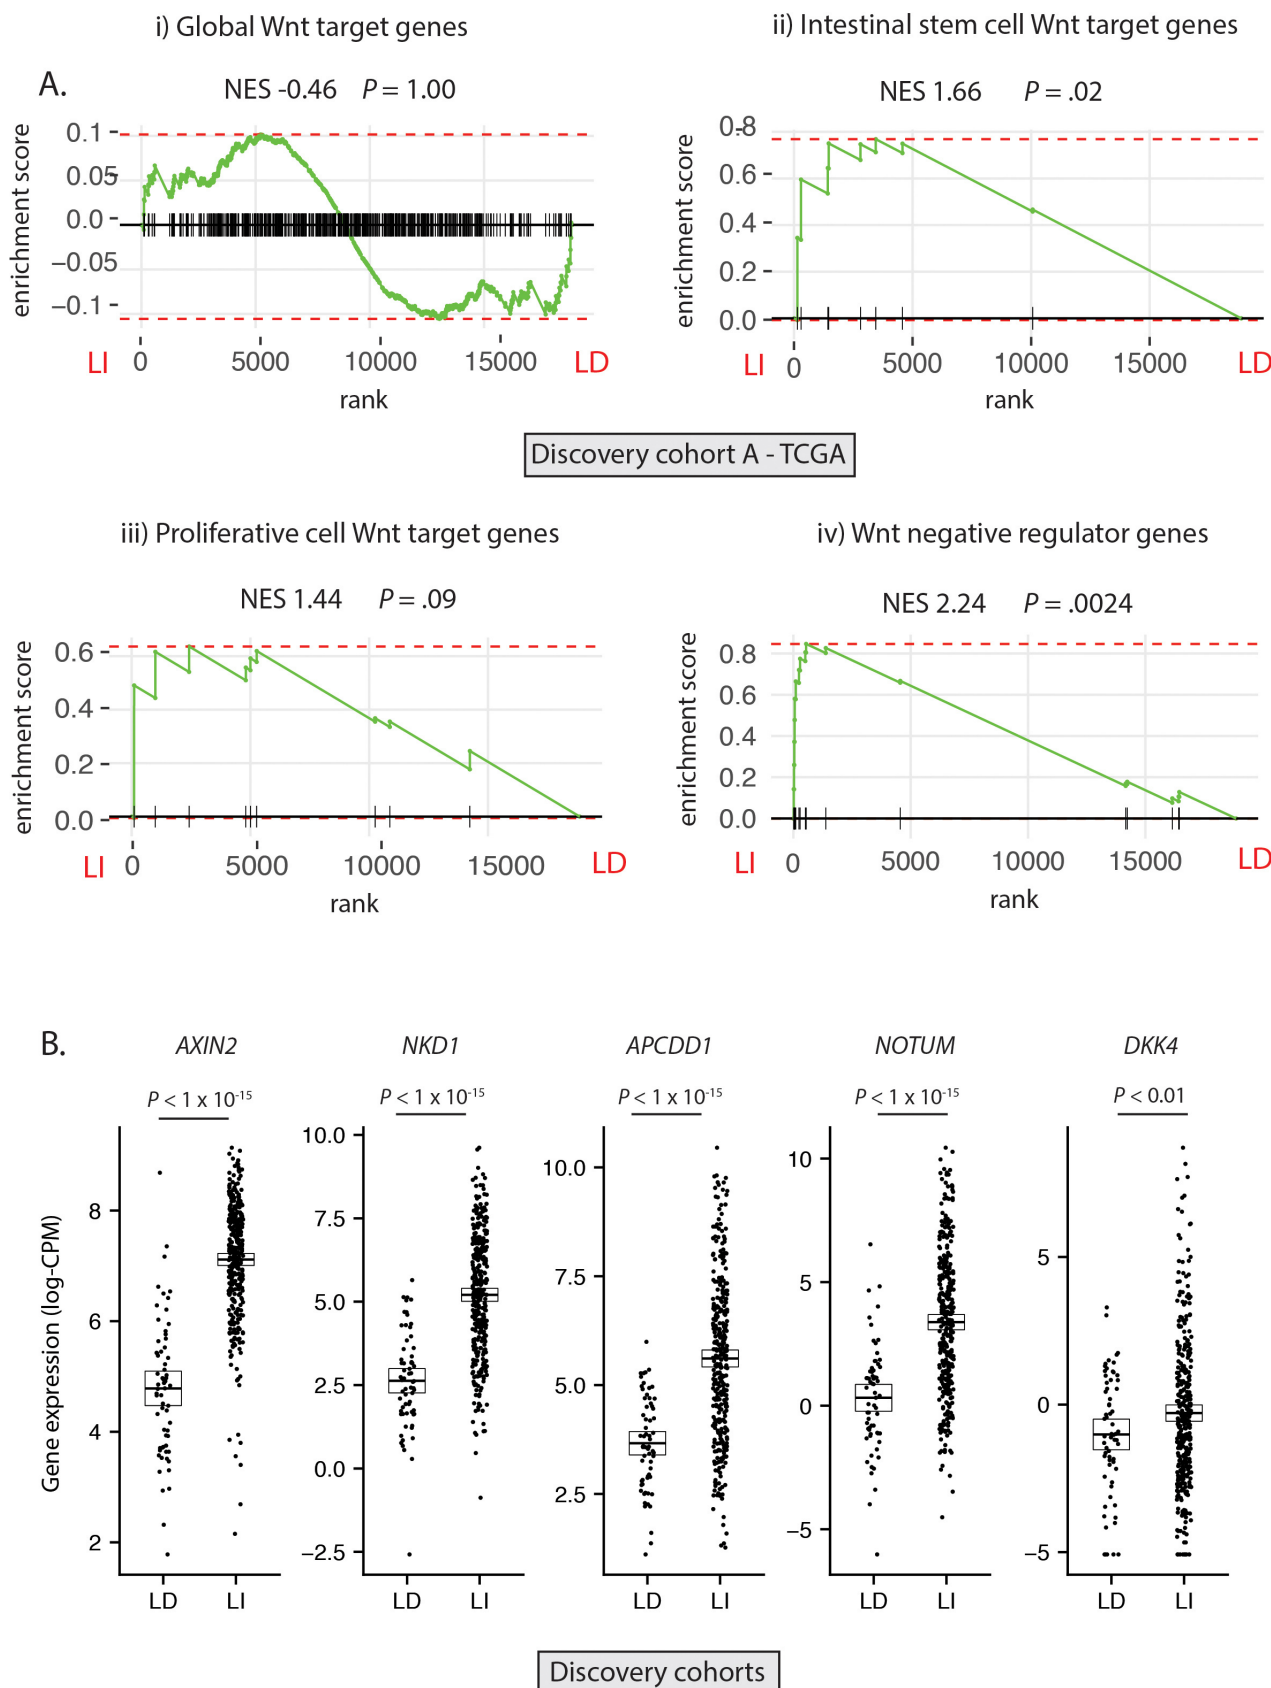 i) Global Wnt target genes
ii) Intestinal stem cell Wnt target genes
A.
NES -0.46 P = 1.00
NES 1.66 P = .02
enrichment score
0.1
0.05
0.0
−0.05
−0.1
LI
0
5000
10000
15000
LD
rank
enrichment score
0.8
0.6
0.4
0.2
0.0
LI
0
5000
10000
15000
LD
rank
Discovery cohort A - TCGA
iii) Proliferative cell Wnt target genes
iv) Wnt negative regulator genes
NES 1.44 P = .09
NES 2.24 P = .0024
enrichment score
0.6
0.4
0.2
0.0
LI
0
5000
10000
15000
LD
rank
enrichment score
0.8
0.6
0.4
0.2
0.0
LI
0
5000
10000
15000
LD
rank
B.
AXIN2
NKD1
APCDD1
NOTUM
DKK4
P < 1 x 10-15
P < 1 x 10-15
P < 1 x 10-15
P < 1 x 10-15
P < 0.01
Gene expression (log-CPM)
8
6
4
2
LD LI
10.0
7.5
5.0
2.5
0.0
−2.5
LD LI
10.0
7.5
5.0
2.5
LD LI
10
5
0
−5
LD LI
5
0
−5
LD LI
Discovery cohorts